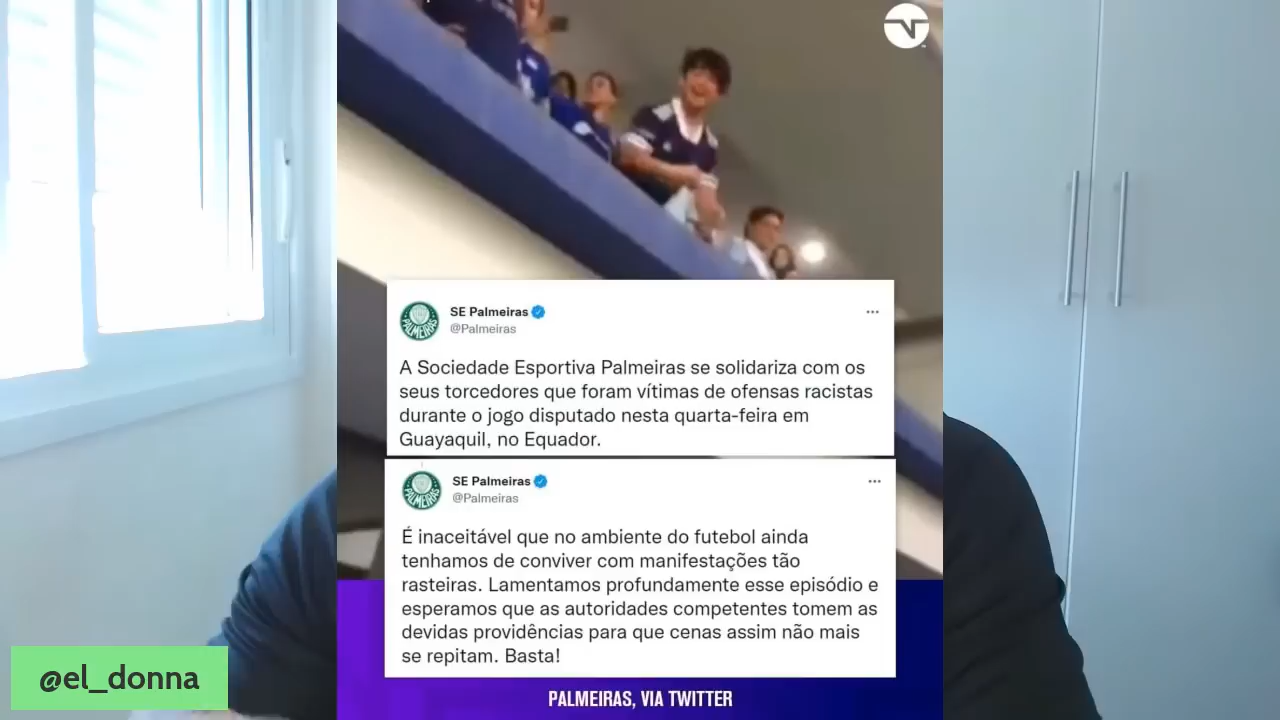 SE Palmeiras
@Palmeiras
A Sociedade Esportiva Palmeiras se solidariza com os
seus torcedores que foram vítimas de ofensas racistas
durante o jogo disputado nesta quarta-feira em
Guayaquil, no Equador.
SE Palmeiras
@Palmeiras
É inaceitável que no ambiente do futebol ainda
tenhamos de conviver com manifestações tão
rasteiras. Lamentamos profundamente esse episódio e
esperamos que as autoridades competentes tomem as
devidas providências para que cenas assim não mais
se repitam. Basta!
@el_donna
PALMEIRAS, VIA TWITTER